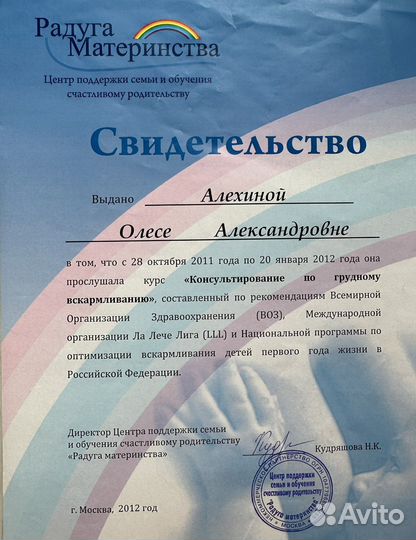 Радуга
Материнства
Центр поддержки семьи и обучения
счастливому родительству
Свидетельство
Выдано Алехиной
Олесе Александровне
в том, что с 28 октября 2011 года по 20 января 2012 года она
прослушала курс «Консультирование по грудному
вскармливанию», составленный по рекомендациям Всемирной
Организации Здравоохранения (ВОЗ), Международной
организации Ла Лече Лига (LLL) и Национальной программы по
оптимизации вскармливания детей первого года жизни в
Российской Федерации.
Директор Центра поддержки семьи
и обучения счастливому родительству
«Радуга материнства»
Кудряшова Н.К.
Центр поддержки
семьи и обучения
счастливому родительству
"Радуга материнства"
МОСКВА
г. Москва, 2012 год
Avito